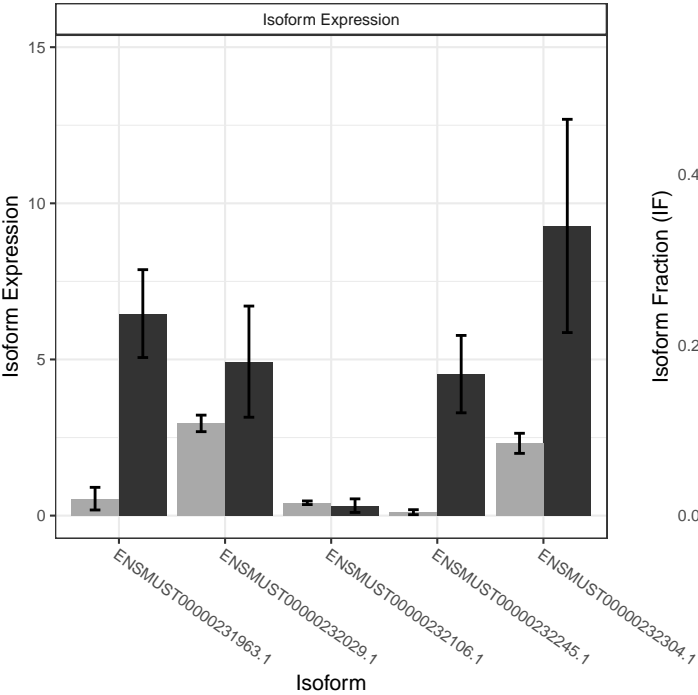 Isoform Expression
15
10
5
0
Isoform Expression
ENSMUST00000231963.1
ENSMUST00000232029.1
ENSMUST00000232106.1
ENSMUST00000232245.1
ENSMUST00000232304.1
Isoform
Isoform Fraction (IF)
0.4
0.2
0.0